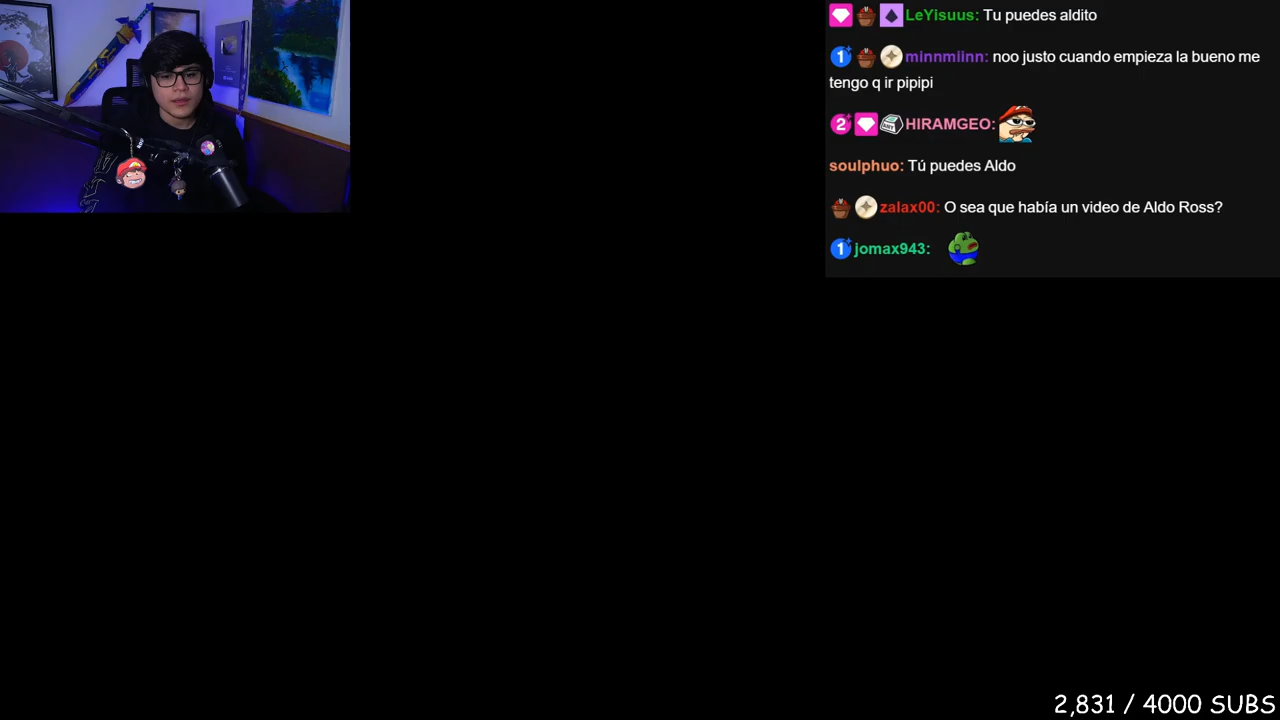 LeYisuus: Tu puedes aldito
minnmiinn: noo justo cuando empieza la bueno me
tengo q ir pipipi
HIRAMGEO:
soulphuo: Tú puedes Aldo
zalax00: O sea que había un video de Aldo Ross?
jomax943:
2,831 / 4000 SUBS